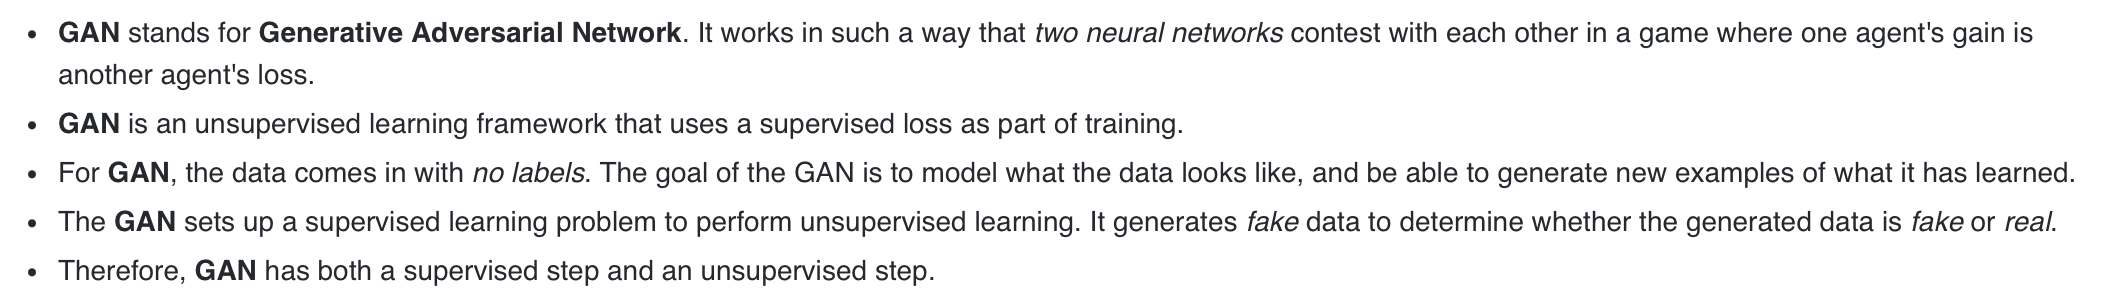 • GAN stands for Generative Adversarial Network. It works in such a way that two neural networks contest with each other in a game where one agent's gain is
another agent's loss.
• GAN is an unsupervised learning framework that uses a supervised loss as part of training.
• For GAN, the data comes in with no labels. The goal of the GAN is to model what the data looks like, and be able to generate new examples of what it has learned.
• The GAN sets up a supervised learning problem to perform unsupervised learning. It generates fake data to determine whether the generated data is fake or real.
• Therefore, GAN has both a supervised step and an unsupervised step.